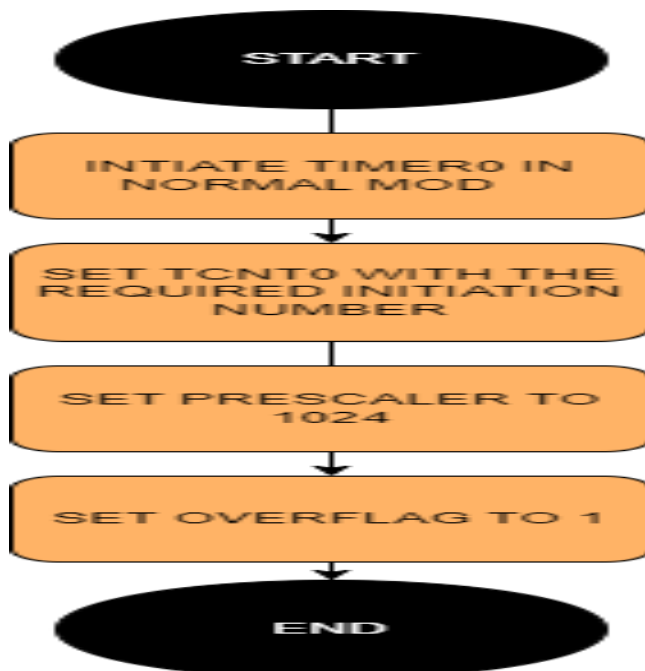 START
INTIATE TIMER0 IN
NORMAL MOD
SET TCNT0 WITH THE
REQUIRED INITIATION
NUMBER
SET PRESCALER TO
1024
SET OVERFLAG TO 1
END